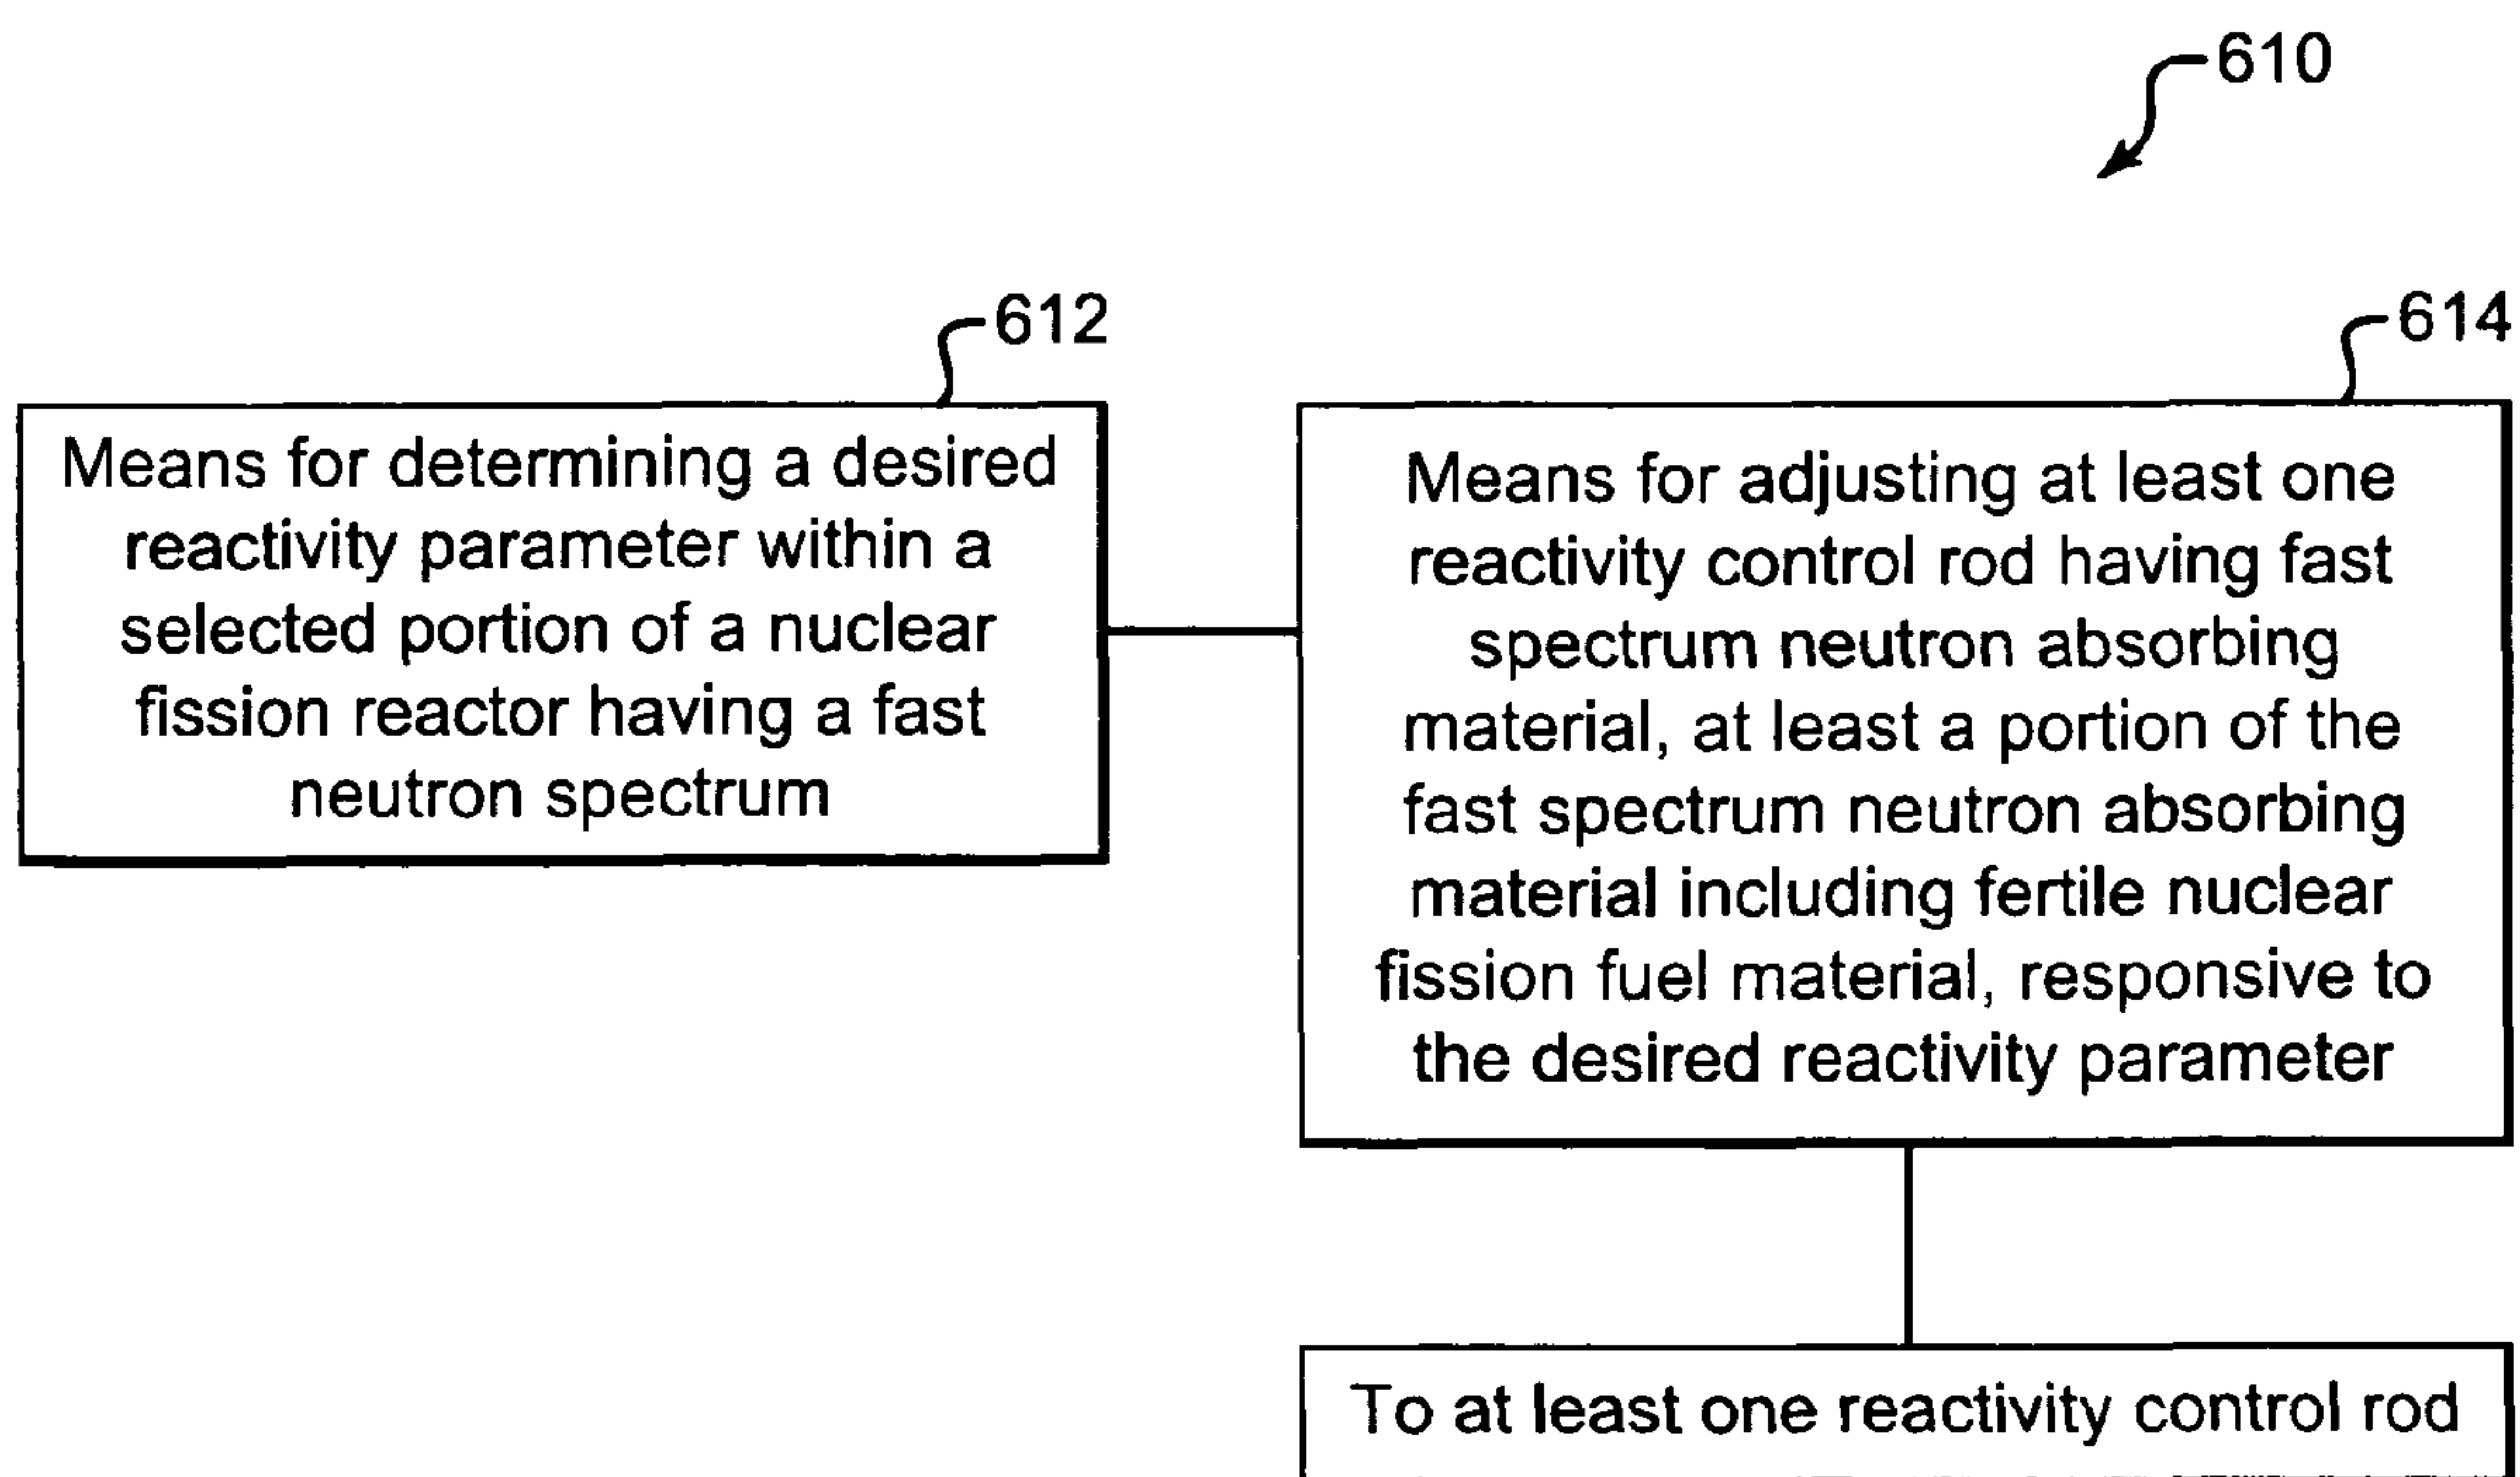 610
612
614
Means for determining a desired
reactivity parameter within a
selected portion of a nuclear
fission reactor having a fast
neutron spectrum
Means for adjusting at least one
reactivity control rod having fast
spectrum neutron absorbing
material, at least a portion of the
fast spectrum neutron absorbing
material including fertile nuclear
fission fuel material, responsive to
the desired reactivity parameter
To at least one reactivity control rod